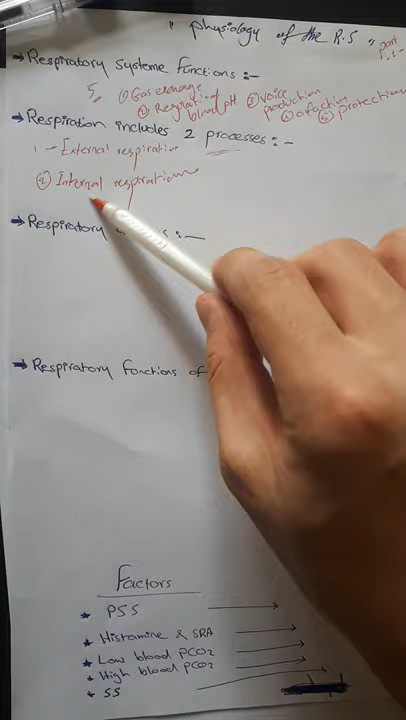 " physiology of the R.S "
part
-1-
→ Respiratory Systeme functions :-
5, ① Gas exchange ② Regulation of blood pH ③ voice production ④ olfaction ⑤ protection
→ Respiration includes 2 processes :-
1 - External respiration
② Internal respiration
→ Respiratory
→ Respiratory functions of
Factors
* PSS →
* Histamine & SRA →
* Low blood PCO2 →
* High blood PCO2 →
* SS